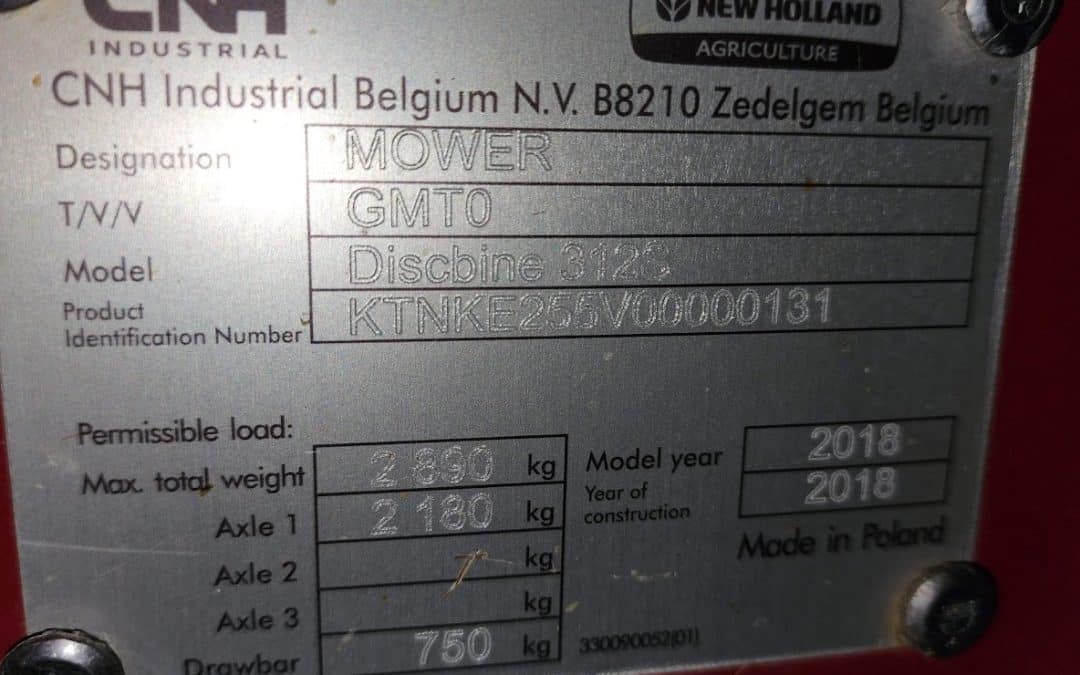 CNH
INDUSTRIAL
NEW HOLLAND
AGRICULTURE
CNH Industrial Belgium N.V. B8210 Zedelgem Belgium
Designation MOWER
T/V/V GMT0
Model Discbine 312S
Product
Identification Number KTNKE255V00000131
Permissible load:
Max. total weight 2 890 kg
Model year 2018
Axle 1 2 180 kg
Year of
construction 2018
Axle 2 kg
Made in Poland
Axle 3 kg
Drawbar 750 kg
330090052(01)